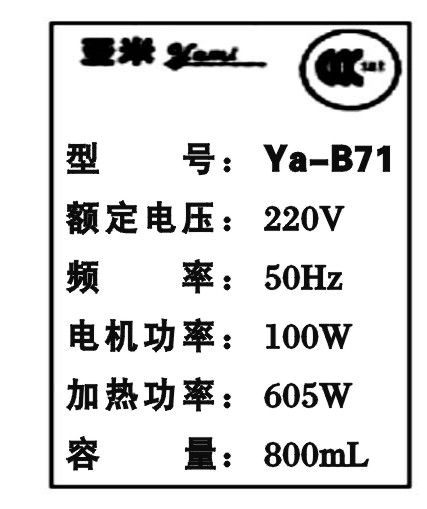 亚米 Yami
型 号：Ya-B71
额定电压：220V
频 率：50Hz
电机功率：100W
加热功率：605W
容 量：800mL